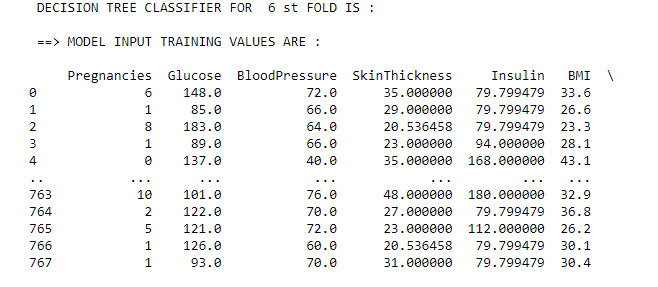 DECISION TREE CLASSIFIER FOR  6 st FOLD IS :
==> MODEL INPUT TRAINING VALUES ARE :
Pregnancies  Glucose  BloodPressure  SkinThickness     Insulin   BMI  \
0              6    148.0           72.0      35.000000   79.799479  33.6
1              1     85.0           66.0      29.000000   79.799479  26.6
2              8    183.0           64.0      20.536458   79.799479  23.3
3              1     89.0           66.0      23.000000   94.000000  28.1
4              0    137.0           40.0      35.000000  168.000000  43.1
..           ...      ...            ...            ...         ...   ...
763           10    101.0           76.0      48.000000  180.000000  32.9
764            2    122.0           70.0      27.000000   79.799479  36.8
765            5    121.0           72.0      23.000000  112.000000  26.2
766            1    126.0           60.0      20.536458   79.799479  30.1
767            1     93.0           70.0      31.000000   79.799479  30.4